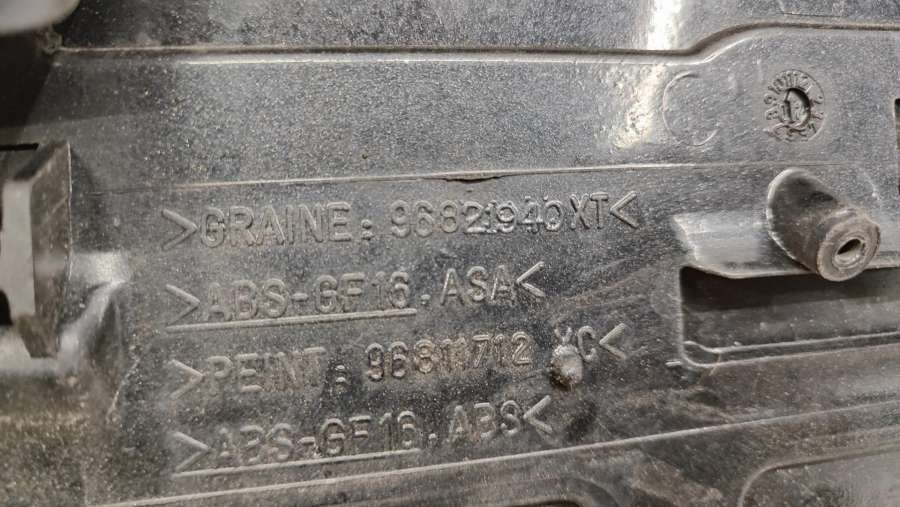 C
>GRAINE: 96821940XT<
>ABS-GF16.ASA<
>PEINT: 96811712 XC<
>ABS-GF16.ABS<